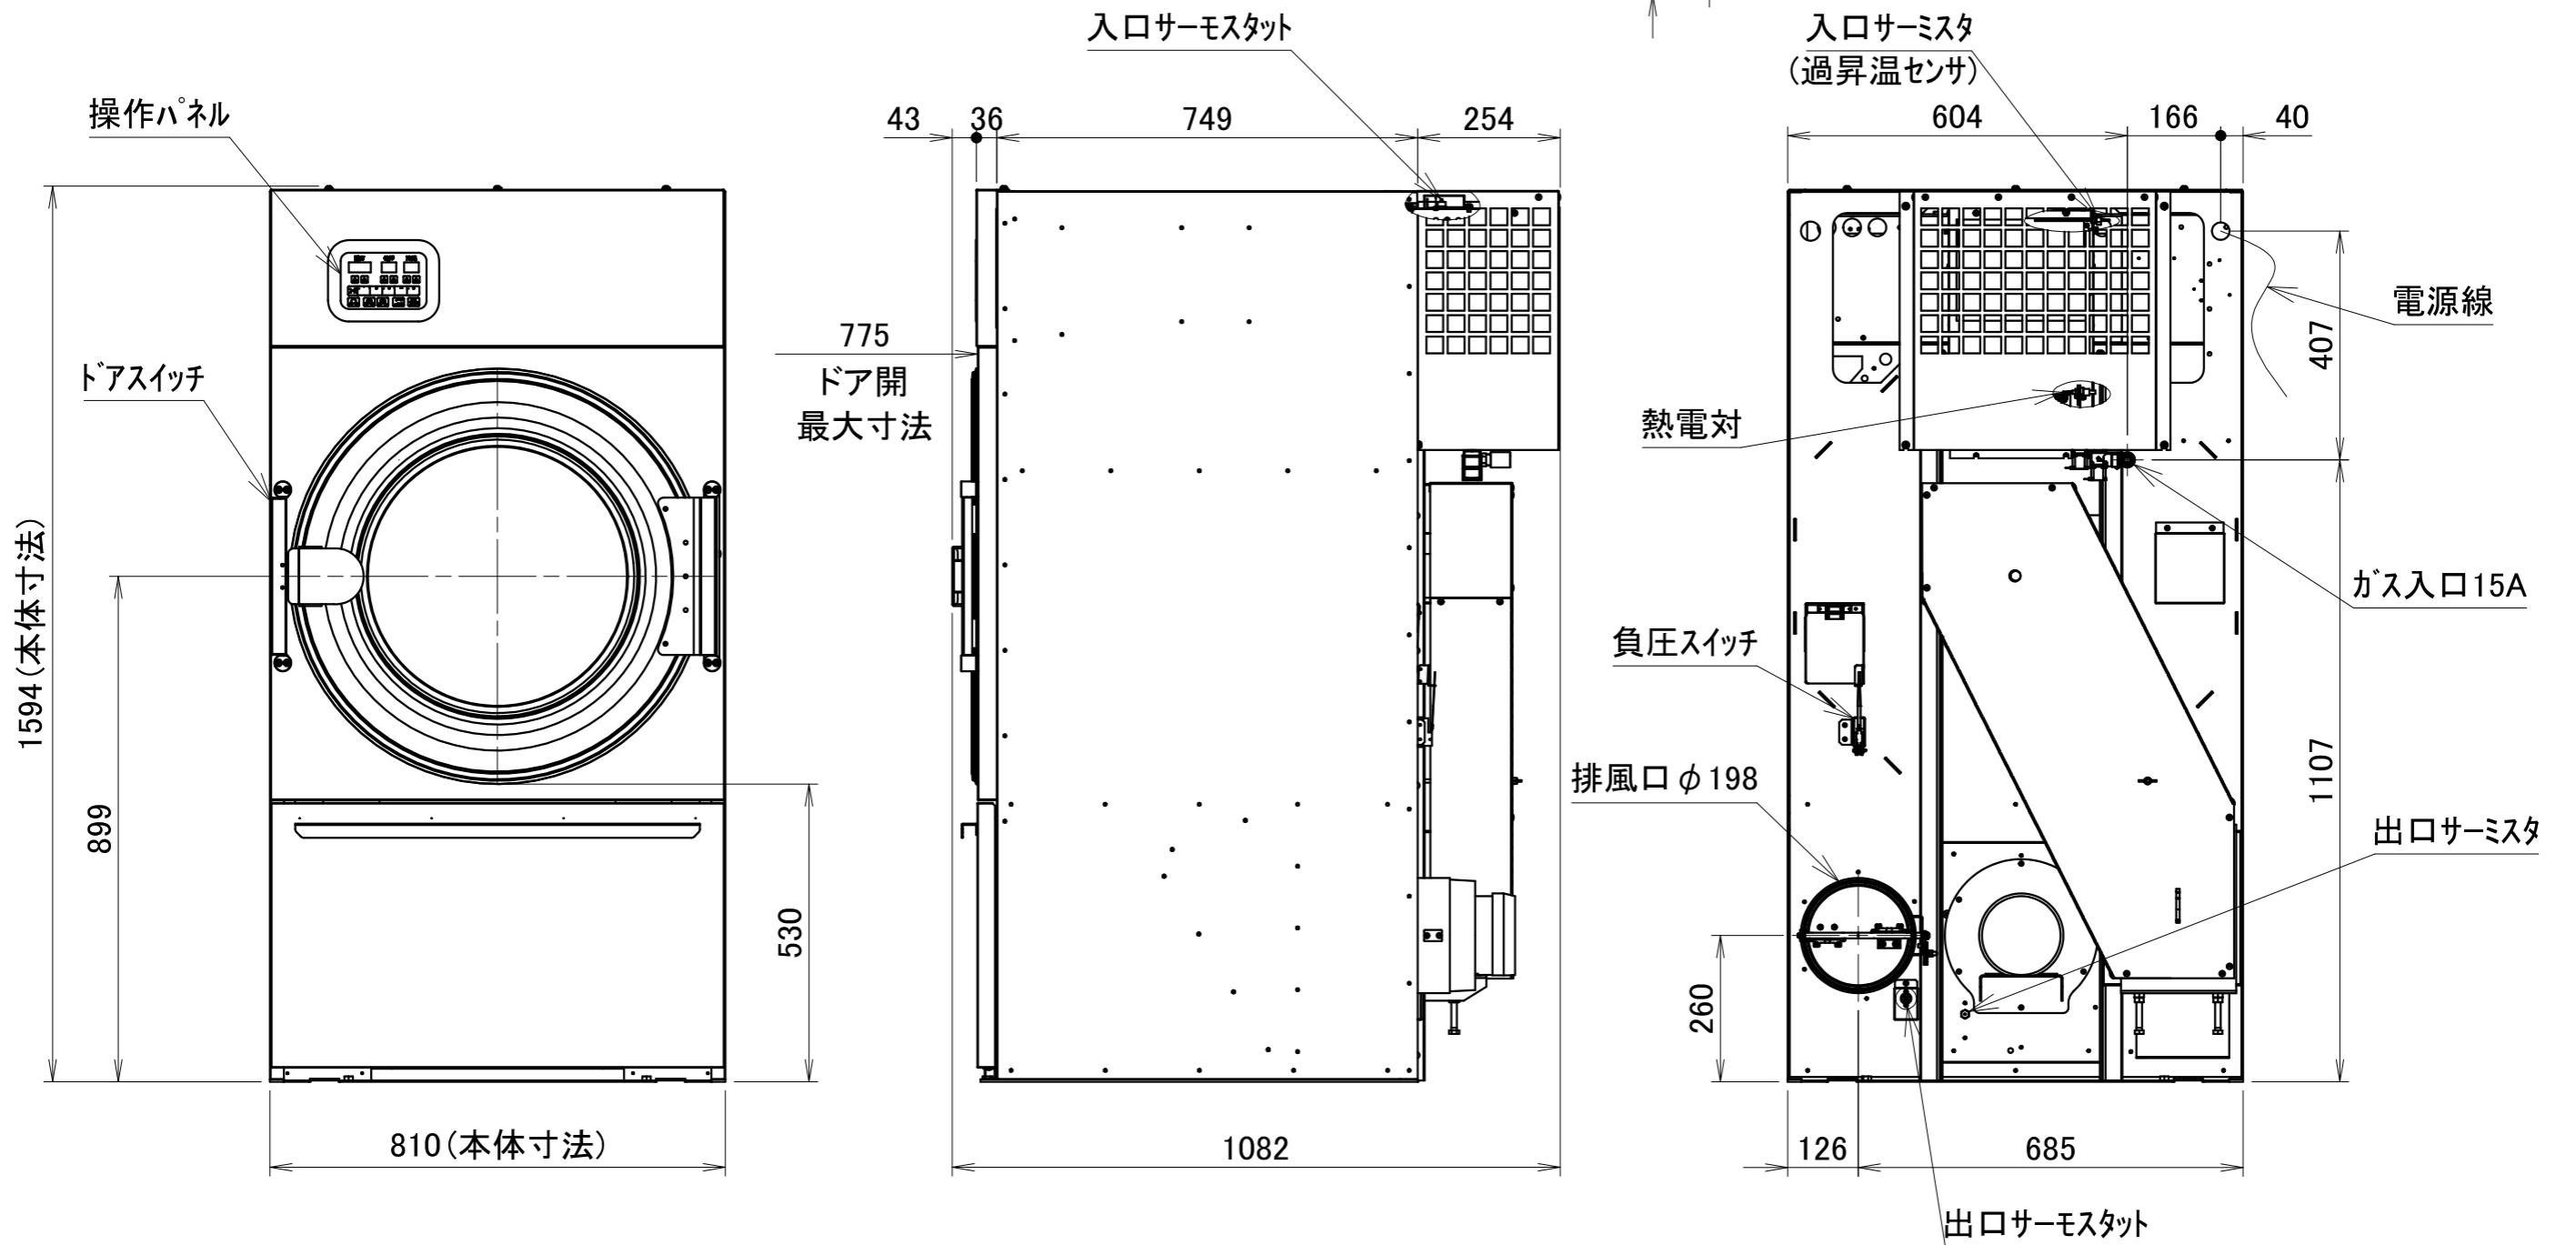 入口サーモスタット
入口サーミスタ
(過昇温センサ)
操作パネル
43
36
749
254
604
166
40
電源線
407
775
ドア開
最大寸法
ドアスイッチ
熱電対
1594(本体寸法)
ガス入口15A
負圧スイッチ
1107
排風口φ198
899
530
出口サーミスタ
260
810(本体寸法)
1082
126
685
出口サーモスタット